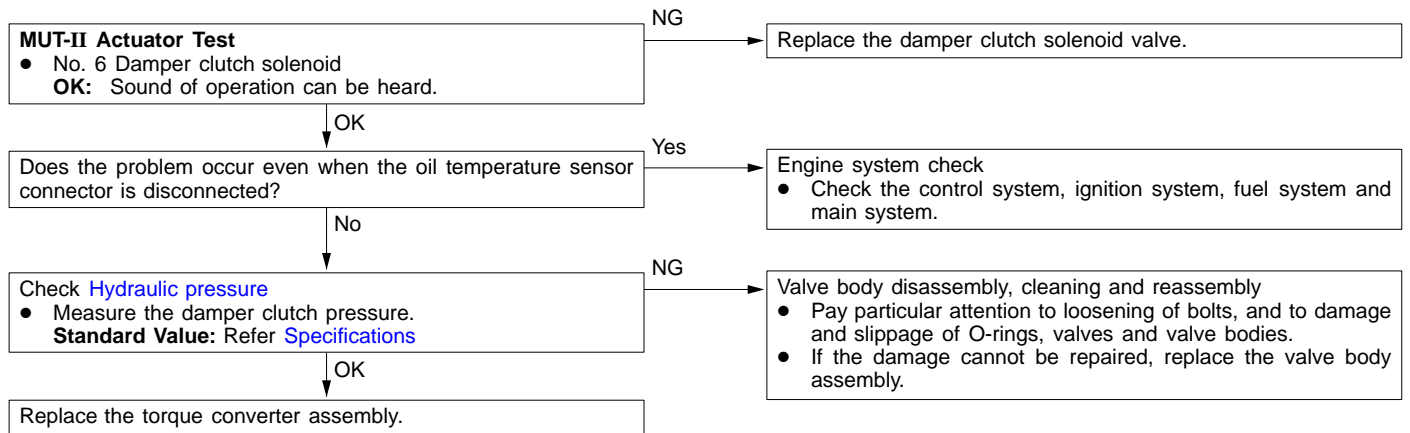 MUT-II Actuator Test
● No. 6 Damper clutch solenoid
OK: Sound of operation can be heard.
NG
Replace the damper clutch solenoid valve.
OK
Does the problem occur even when the oil temperature sensor
connector is disconnected?
Yes
Engine system check
● Check the control system, ignition system, fuel system and
main system.
No
Check Hydraulic pressure
● Measure the damper clutch pressure.
Standard Value: Refer Specifications
NG
Valve body disassembly, cleaning and reassembly
● Pay particular attention to loosening of bolts, and to damage
and slippage of O-rings, valves and valve bodies.
● If the damage cannot be repaired, replace the valve body
assembly.
OK
Replace the torque converter assembly.